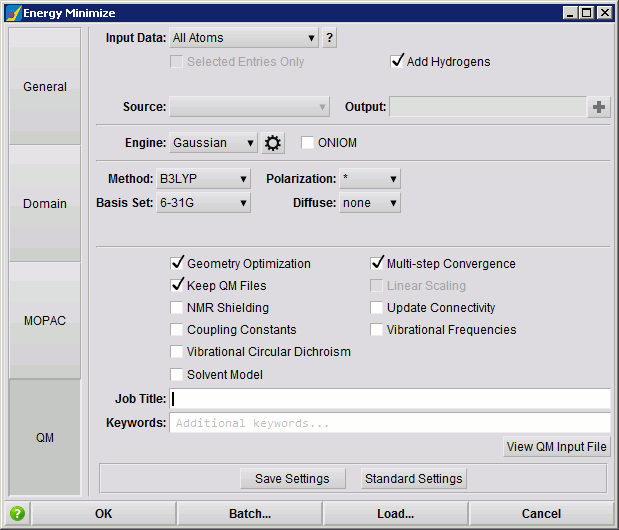 Energy Minimize
Input Data: All Atoms ?
Selected Entries Only Add Hydrogens
General
Source: Output:
Engine: Gaussian ONIOM
Method: B3LYP Polarization: *
Domain
Basis Set: 6-31G Diffuse: none
Geometry Optimization Multi-step Convergence
Keep QM Files Linear Scaling
NMR Shielding Update Connectivity
MOPAC
Coupling Constants Vibrational Frequencies
Vibrational Circular Dichroism
Solvent Model
Job Title:
Keywords: Additional keywords...
QM
View QM Input File
Save Settings Standard Settings
? OK Batch... Load... Cancel